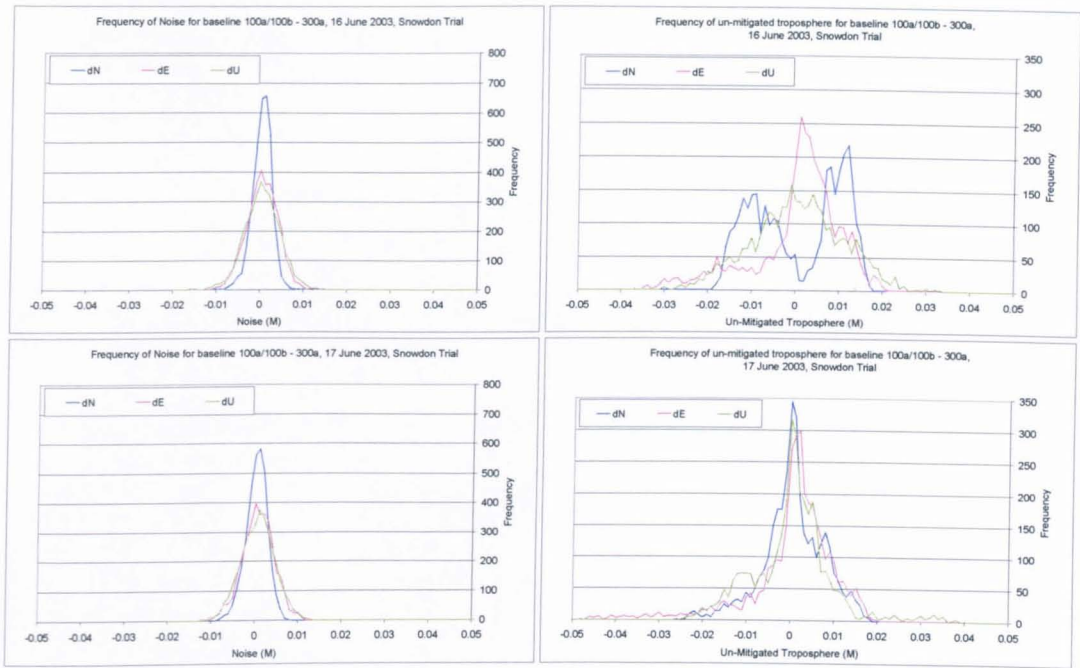 Frequency of Noise for baseline 100a/100b - 300a, 16 June 2003, Snowdon Trial
dN dE dU
800
700
600
500
400
300
200
100
0
Frequency
-0.05 -0.04 -0.03 -0.02 -0.01 0 0.01 0.02 0.03 0.04 0.05
Noise (M)
Frequency of un-mitigated troposphere for baseline 100a/100b - 300a,
16 June 2003, Snowdon Trial
dN dE dU
350
300
250
200
150
100
50
0
Frequency
-0.05 -0.04 -0.03 -0.02 -0.01 0 0.01 0.02 0.03 0.04 0.05
Un-Mitigated Troposphere (M)
Frequency of Noise for baseline 100a/100b - 300a, 17 June 2003, Snowdon Trial
dN dE dU
800
700
600
500
400
300
200
100
0
Frequency
-0.05 -0.04 -0.03 -0.02 -0.01 0 0.01 0.02 0.03 0.04 0.05
Noise (M)
Frequency of un-mitigated troposphere for baseline 100a/100b - 300a,
17 June 2003, Snowdon Trial
dN dE dU
350
300
250
200
150
100
50
0
Frequency
-0.05 -0.04 -0.03 -0.02 -0.01 0 0.01 0.02 0.03 0.04 0.05
Un-Mitigated Troposphere (M)